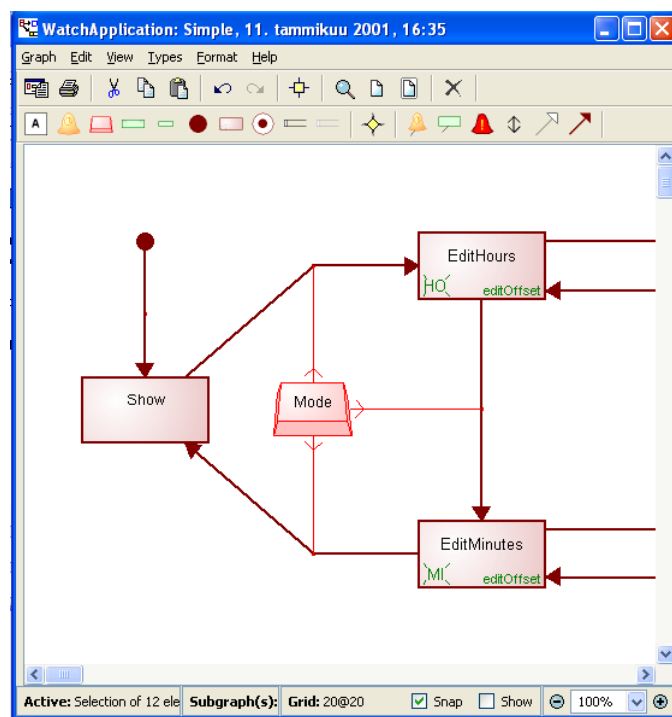 WatchApplication: Simple, 11. tammikuu 2001, 16:35
Graph Edit View Types Format Help
A
EditHours
HO
editOffset
Show
Mode
EditMinutes
MI
editOffset
Active: Selection of 12 ele Subgraph(s): Grid: 20@20 Snap Show 100%